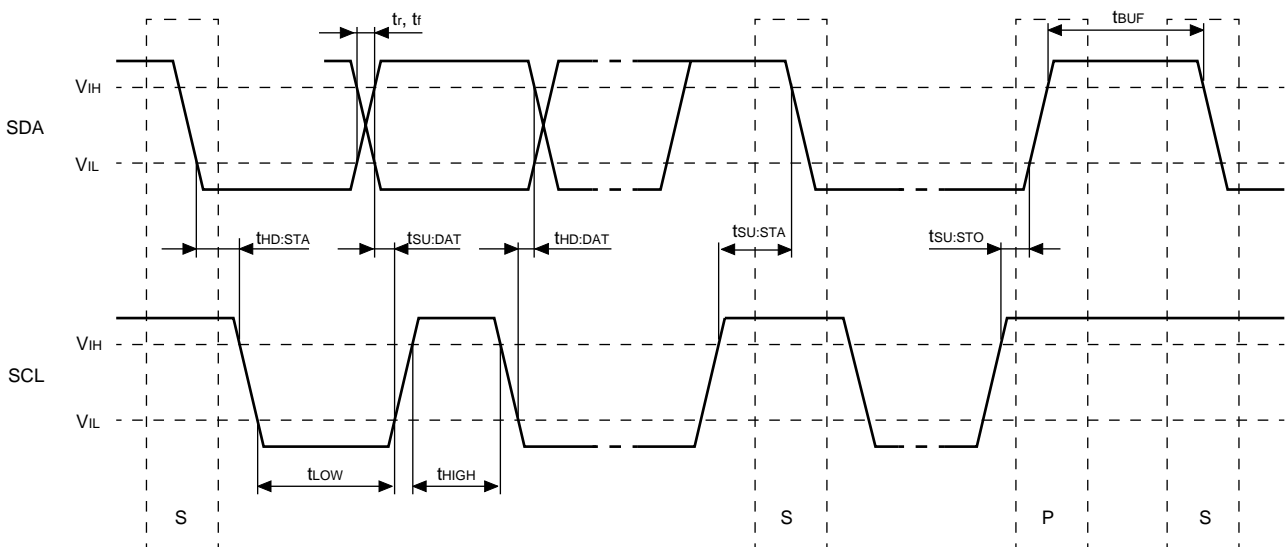 tr, tf
tBUF
VIH
SDA
VIL
tHD:STA
tSU:DAT
tHD:DAT
tSU:STA
tSU:STO
VIH
SCL
VIL
tLOW
tHIGH
S
S
P
S